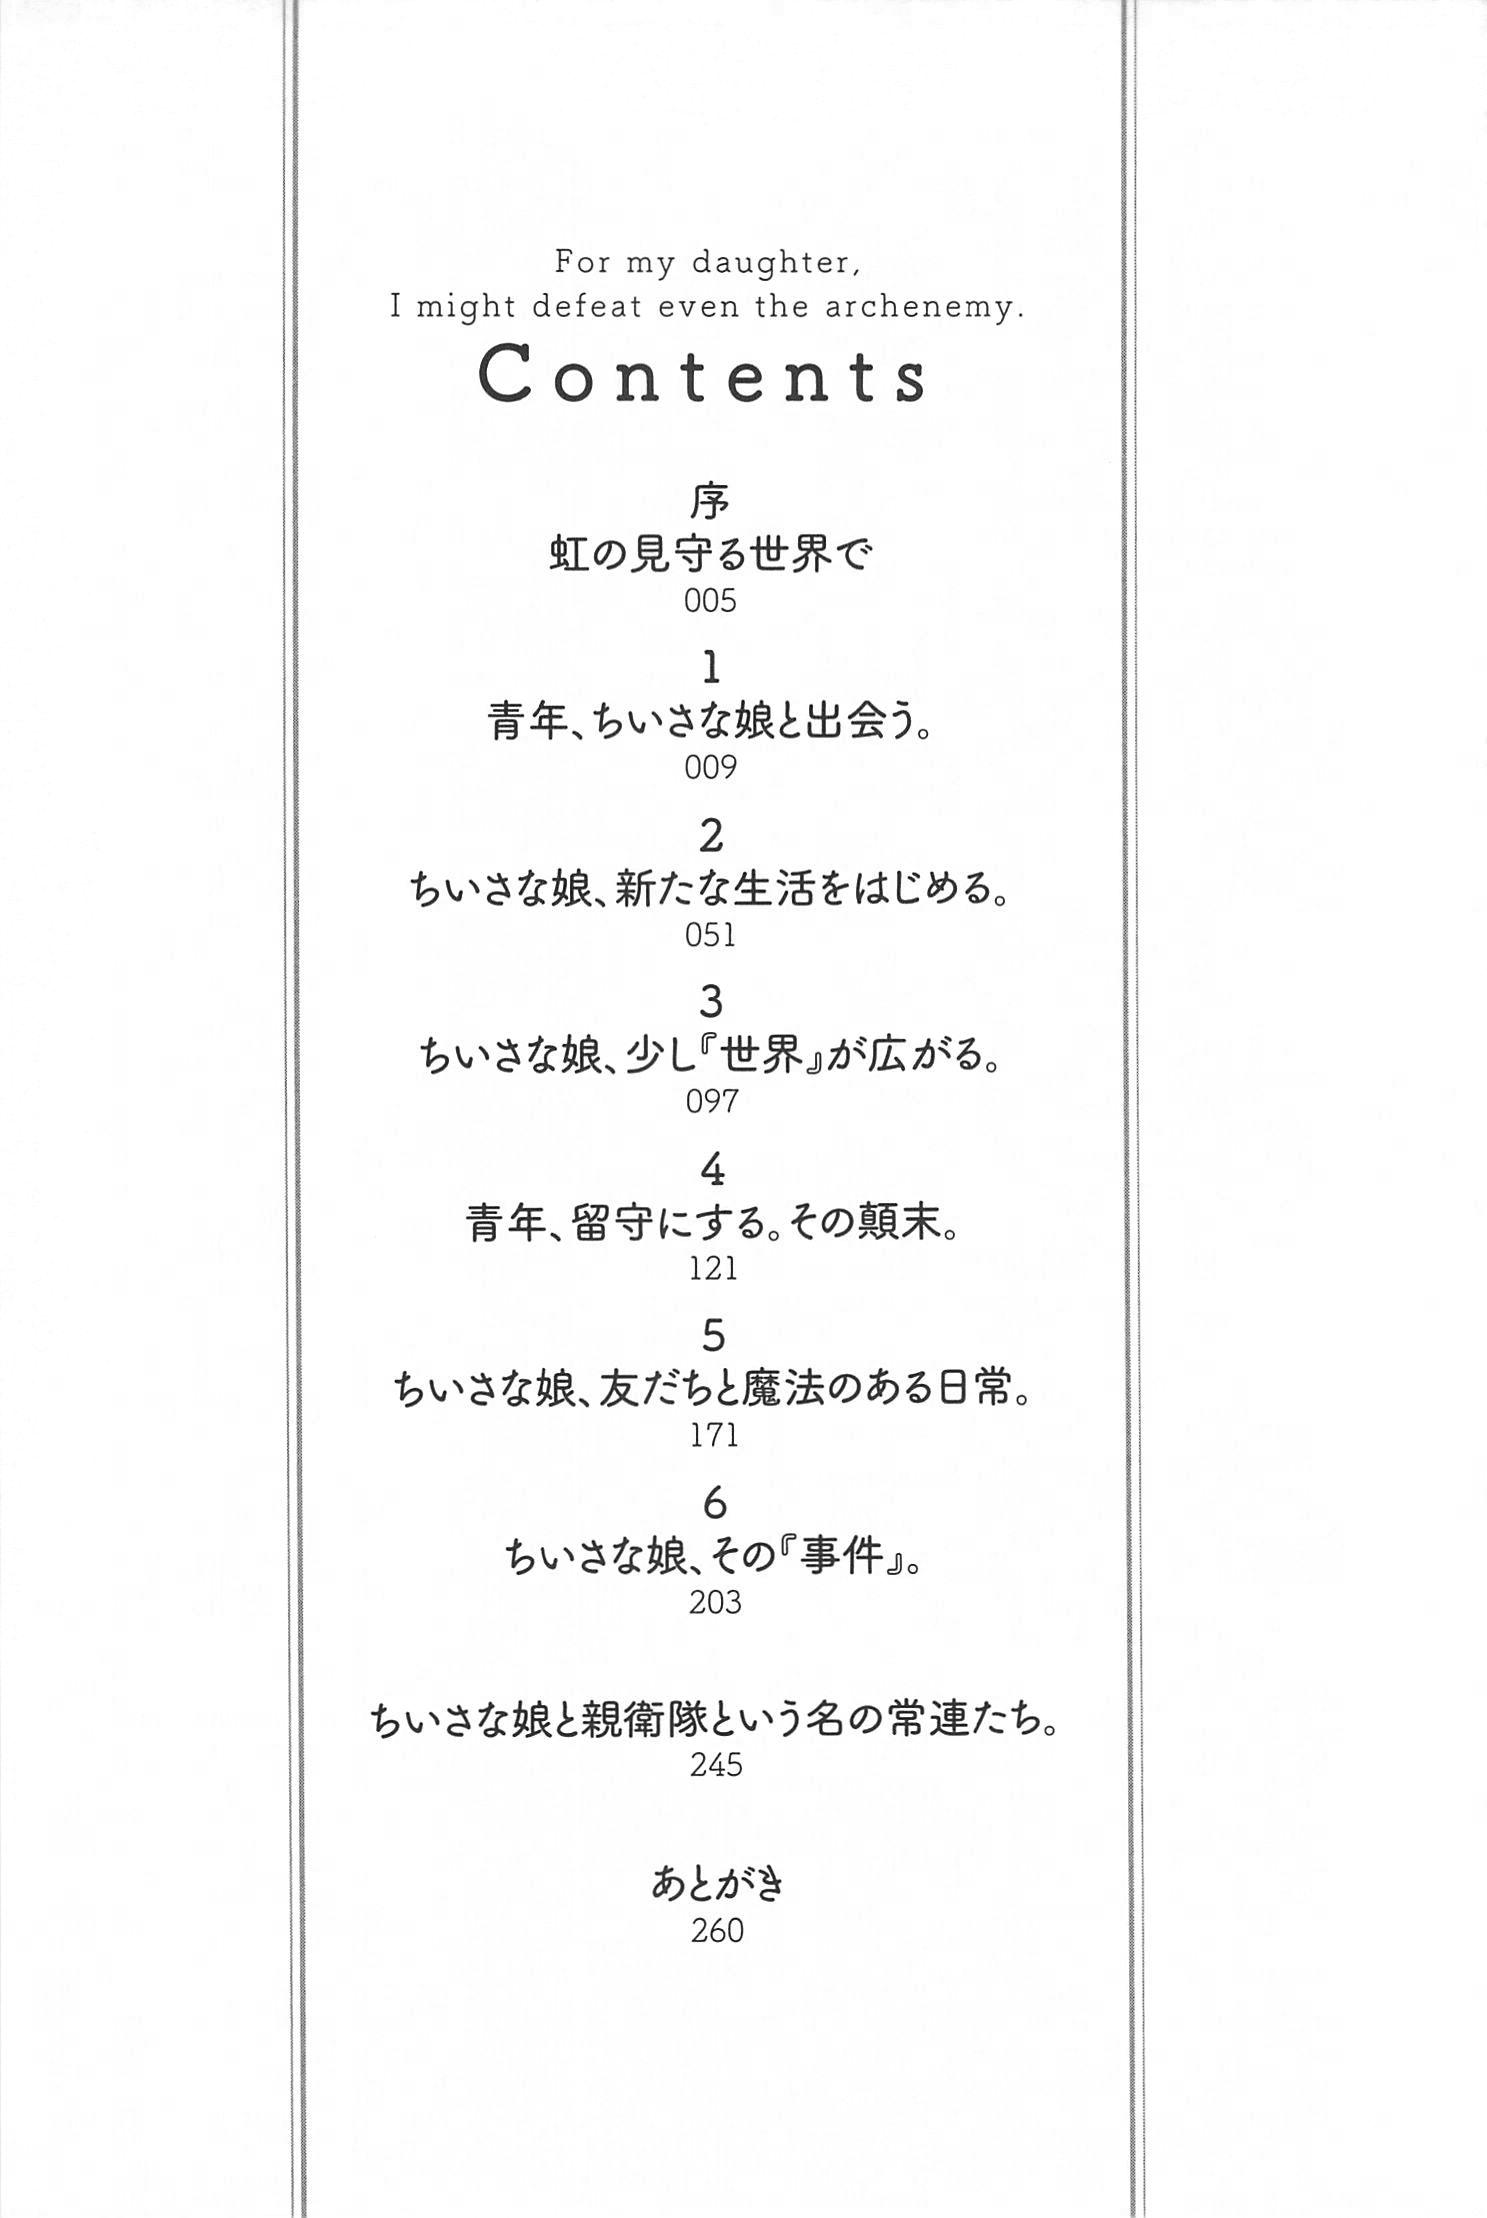 For my daughter,
I might defeat even the archenemy.
Contents
序
虹の見守る世界で
005
1
青年、ちいさな娘と出会う。
009
2
ちいさな娘、新たな生活をはじめる。
051
3
ちいさな娘、少し『世界』が広がる。
097
4
青年、留守にする。その顛末。
121
5
ちいさな娘、友だちと魔法のある日常。
171
6
ちいさな娘、その『事件』。
203
ちいさな娘と親衛隊という名の常連たち。
245
あとがき
260